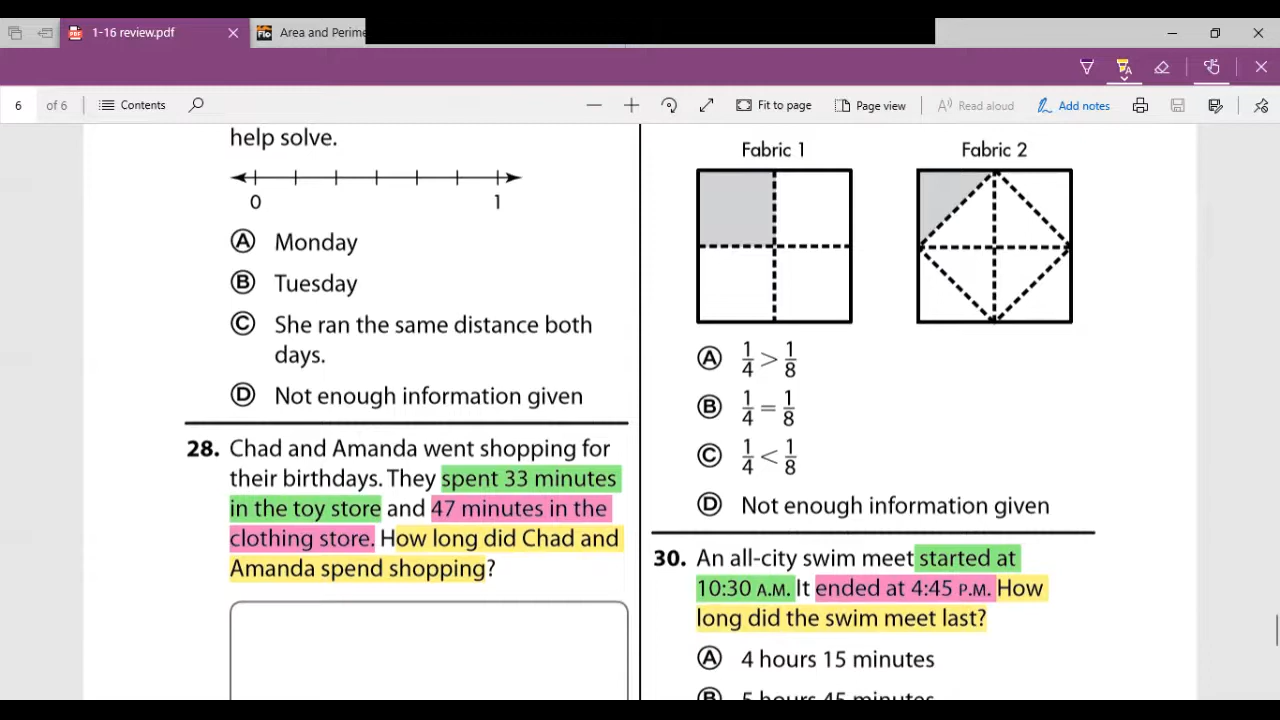 1-16 review.pdf
Area and Perime
6 of 6
Contents
Fit to page
Page view
Read aloud
Add notes
help solve.
0 1
A Monday
B Tuesday
C She ran the same distance both
days.
D Not enough information given
28. Chad and Amanda went shopping for
their birthdays. They spent 33 minutes
in the toy store and 47 minutes in the
clothing store. How long did Chad and
Amanda spend shopping?
Fabric 1
Fabric 2
A 1/4 > 1/8
B 1/4 = 1/8
C 1/4 < 1/8
D Not enough information given
30. An all-city swim meet started at
10:30 A.M. It ended at 4:45 P.M. How
long did the swim meet last?
A 4 hours 15 minutes
B 5 hours 45 minutes